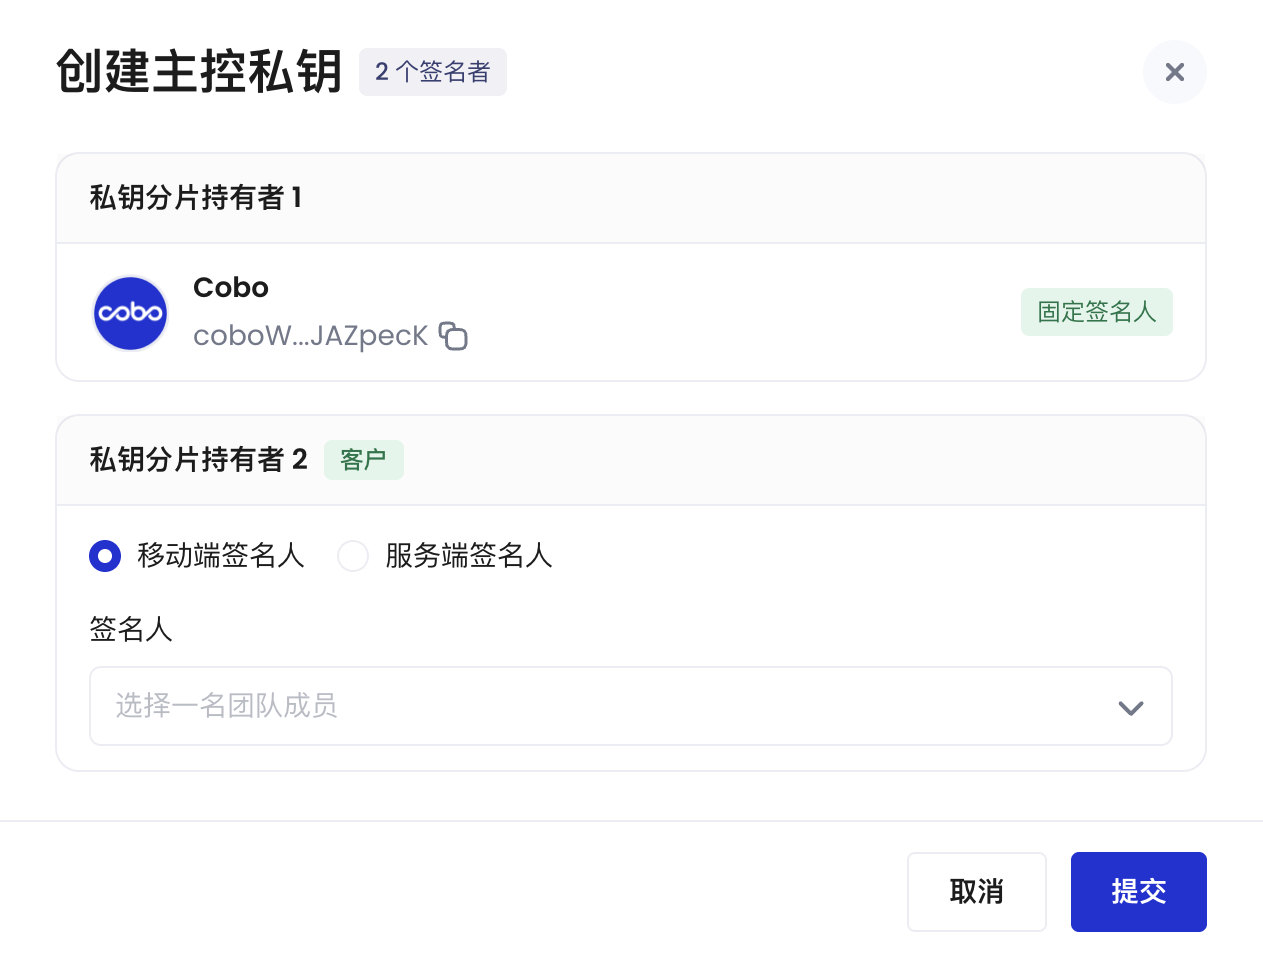 创建主控私钥 2 个签名者
私钥分片持有者 1
cobo
Cobo
coboW...JAZpecK
固定签名人
私钥分片持有者 2 客户
移动端签名人 服务端签名人
签名人
选择一名团队成员
取消 提交